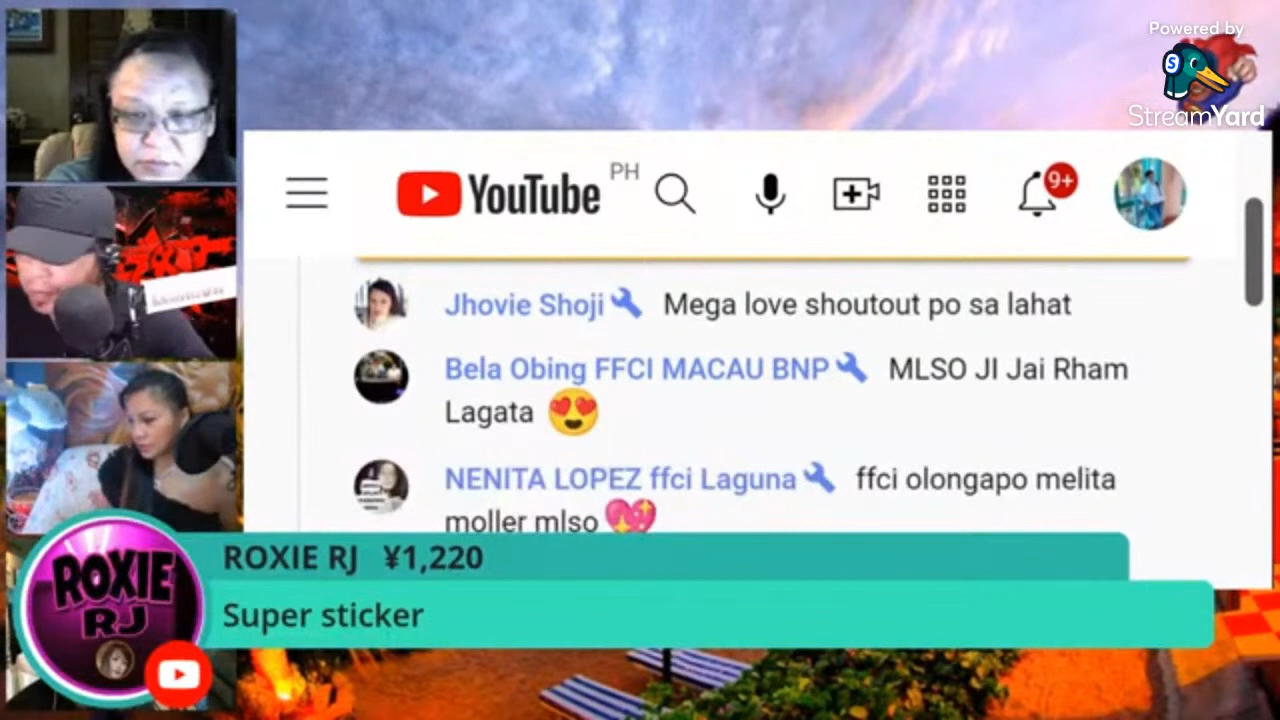 Powered by
StreamYard
YouTube PH
9+
Jhovie Shoji Mega love shoutout po sa lahat
Bela Obing FFCI MACAU BNP MLSO JI Jai Rham
Lagata 😍
NENITA LOPEZ ffci Laguna ffci olongapo melita
moller mlso 💖
ROXIE RJ ¥1,220
Super sticker
ROXIE
RJ